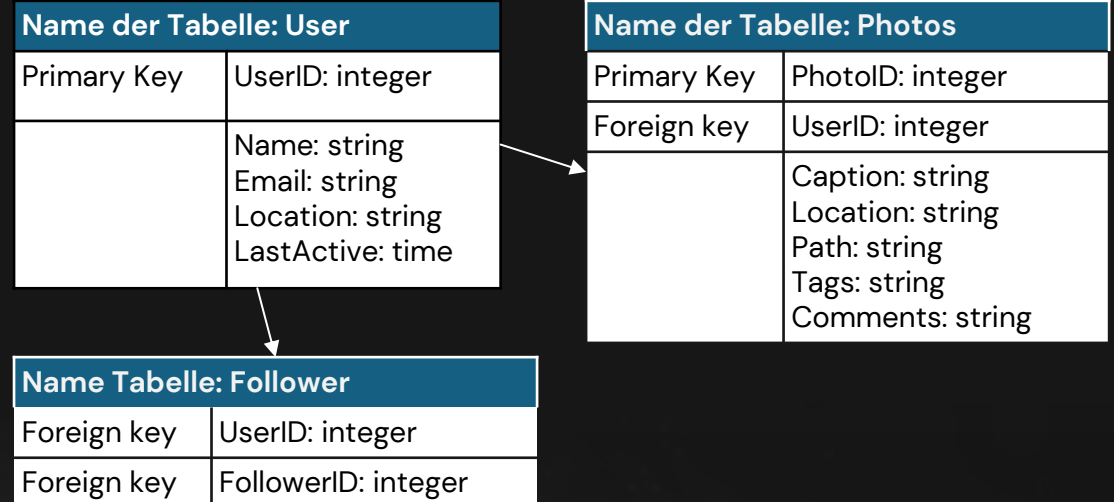 Name der Tabelle: User
Primary Key UserID: integer
Name: string
Email: string
Location: string
LastActive: time
Name der Tabelle: Photos
Primary Key PhotoID: integer
Foreign key UserID: integer
Caption: string
Location: string
Path: string
Tags: string
Comments: string
Name Tabelle: Follower
Foreign key UserID: integer
Foreign key FollowerID: integer